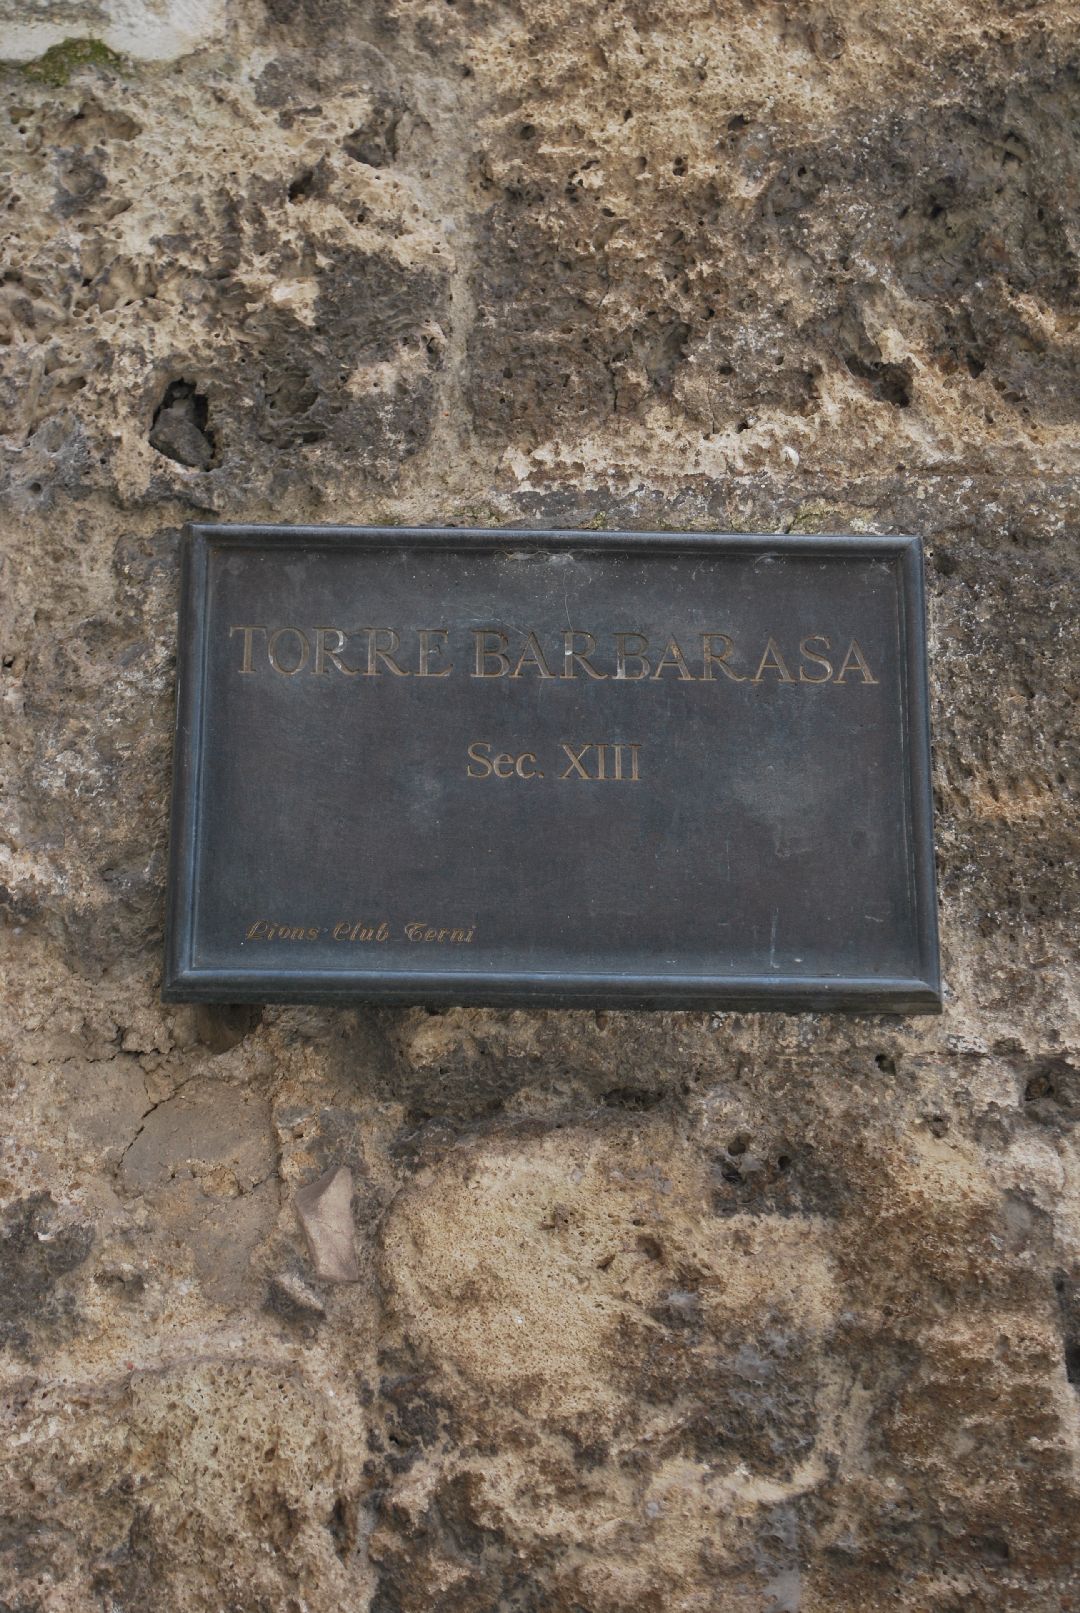 TORRE BARBARASA
Sec. XIII
Lions Club Terni